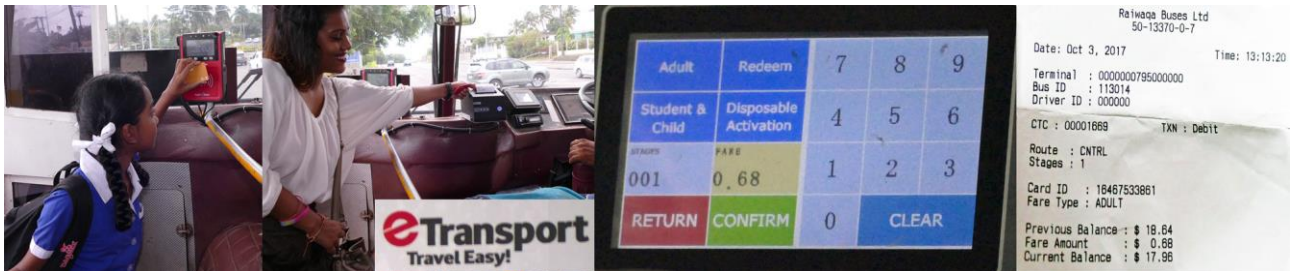 eTransport
Travel Easy!
Adult
Redeem
7
8
9
Student &
Child
Disposable
Activation
4
5
6
STAGES
001
FARE
0.68
1
2
3
RETURN
CONFIRM
0
CLEAR
Raiwaqa Buses Ltd
50-13370-0-7
Date: Oct 3, 2017 Time: 13:13:20
Terminal : 0000000795000000
Bus ID : 113014
Driver ID : 000000
CTC : 00001669 TXN : Debit
Route : CNTRL
Stages : 1
Card ID : 16467533861
Fare Type : ADULT
Previous Balance : $ 18.64
Fare Amount : $ 0.68
Current Balance : $ 17.96